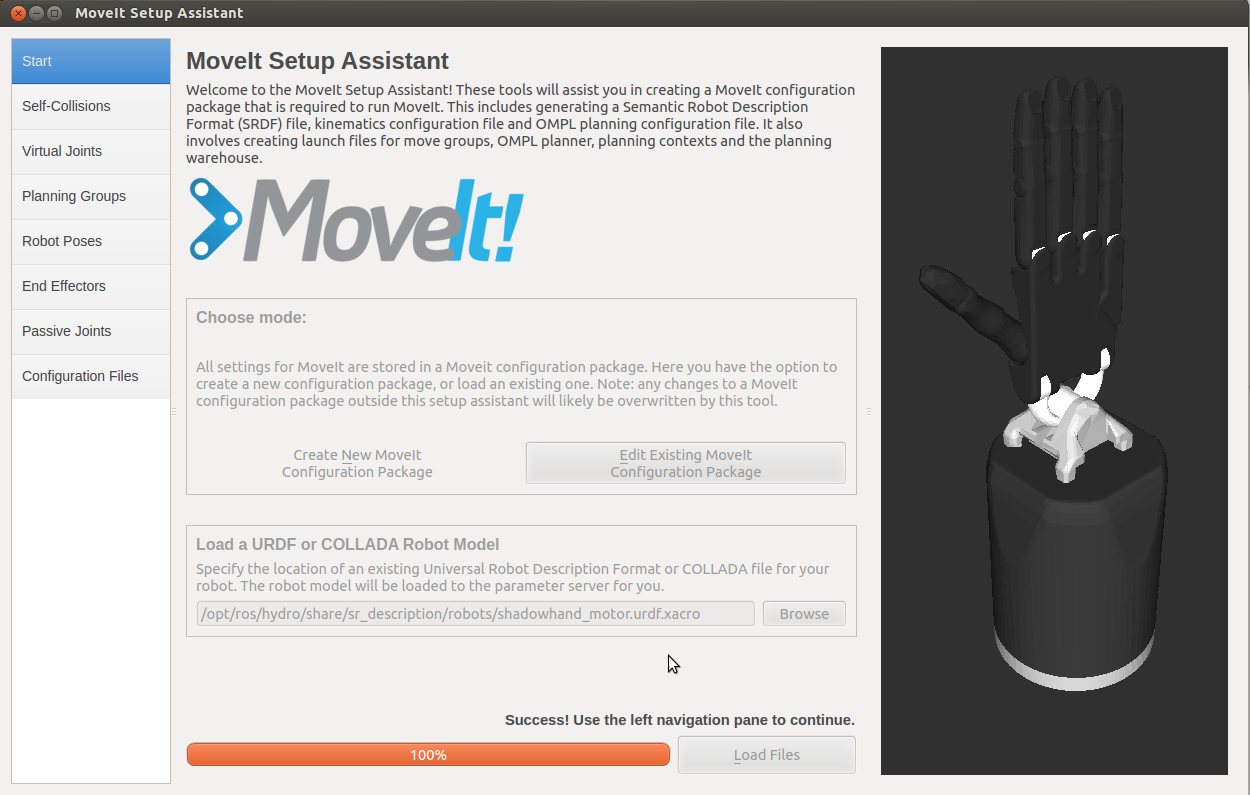 MoveIt Setup Assistant
Start
Self-Collisions
Virtual Joints
Planning Groups
Robot Poses
End Effectors
Passive Joints
Configuration Files
MoveIt Setup Assistant
Welcome to the MoveIt Setup Assistant! These tools will assist you in creating a MoveIt configuration
package that is required to run MoveIt. This includes generating a Semantic Robot Description
Format (SRDF) file, kinematics configuration file and OMPL planning configuration file. It also
involves creating launch files for move groups, OMPL planner, planning contexts and the planning
warehouse.
MoveIt!
Choose mode:
All settings for MoveIt are stored in a Moveit configuration package. Here you have the option to
create a new configuration package, or load an existing one. Note: any changes to a MoveIt
configuration package outside this setup assistant will likely be overwritten by this tool.
Create New MoveIt
Configuration Package
Edit Existing MoveIt
Configuration Package
Load a URDF or COLLADA Robot Model
Specify the location of an existing Universal Robot Description Format or COLLADA file for your
robot. The robot model will be loaded to the parameter server for you.
/opt/ros/hydro/share/sr_description/robots/shadowhand_motor.urdf.xacro
Browse
Success! Use the left navigation pane to continue.
100%
Load Files